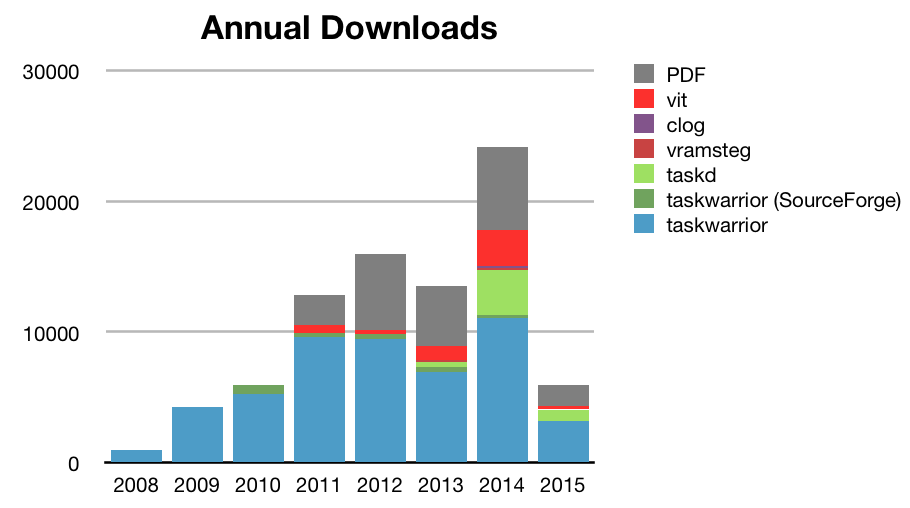 Annual Downloads
30000
20000
10000
0
2008 2009 2010 2011 2012 2013 2014 2015
PDF
vit
clog
vramsteg
taskd
taskwarrior (SourceForge)
taskwarrior